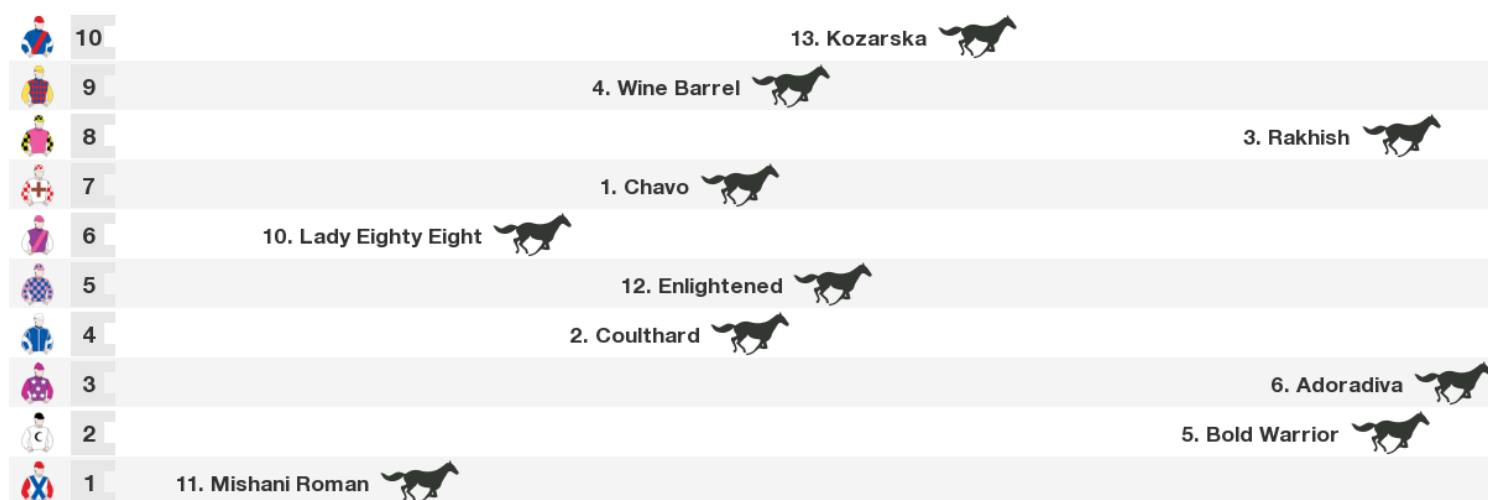 10 13. Kozarska
9 4. Wine Barrel
8 3. Rakhish
7 1. Chavo
6 10. Lady Eighty Eight
5 12. Enlightened
4 2. Coulthard
3 6. Adoradiva
2 5. Bold Warrior
1 11. Mishani Roman